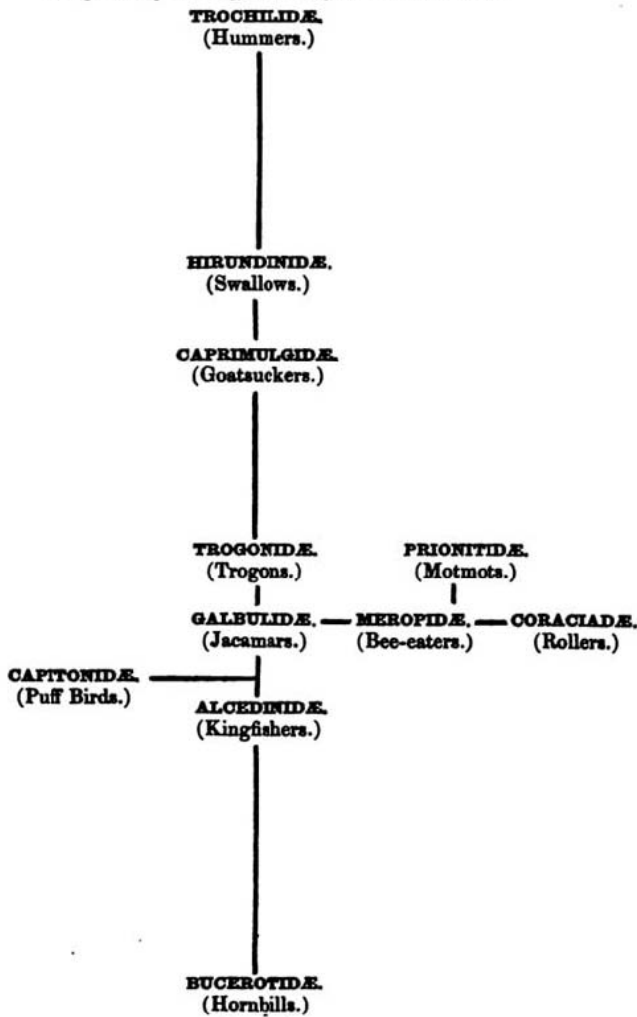 TROCHILIDÆ.
(Hummers.)
HIRUNDINIDÆ.
(Swallows.)
CAPRIMULGIDÆ.
(Goatsuckers.)
TROGONIDÆ.
(Trogons.)
PRIONITIDÆ.
(Motmots.)
GALBULIDÆ. MEROPIDÆ. CORACIADÆ.
(Jacamars.) (Bee-eaters.) (Rollers.)
CAPITONIDÆ.
(Puff Birds.)
ALCEDINIDÆ.
(Kingfishers.)
BUCEROTIDÆ.
(Hornbills.)